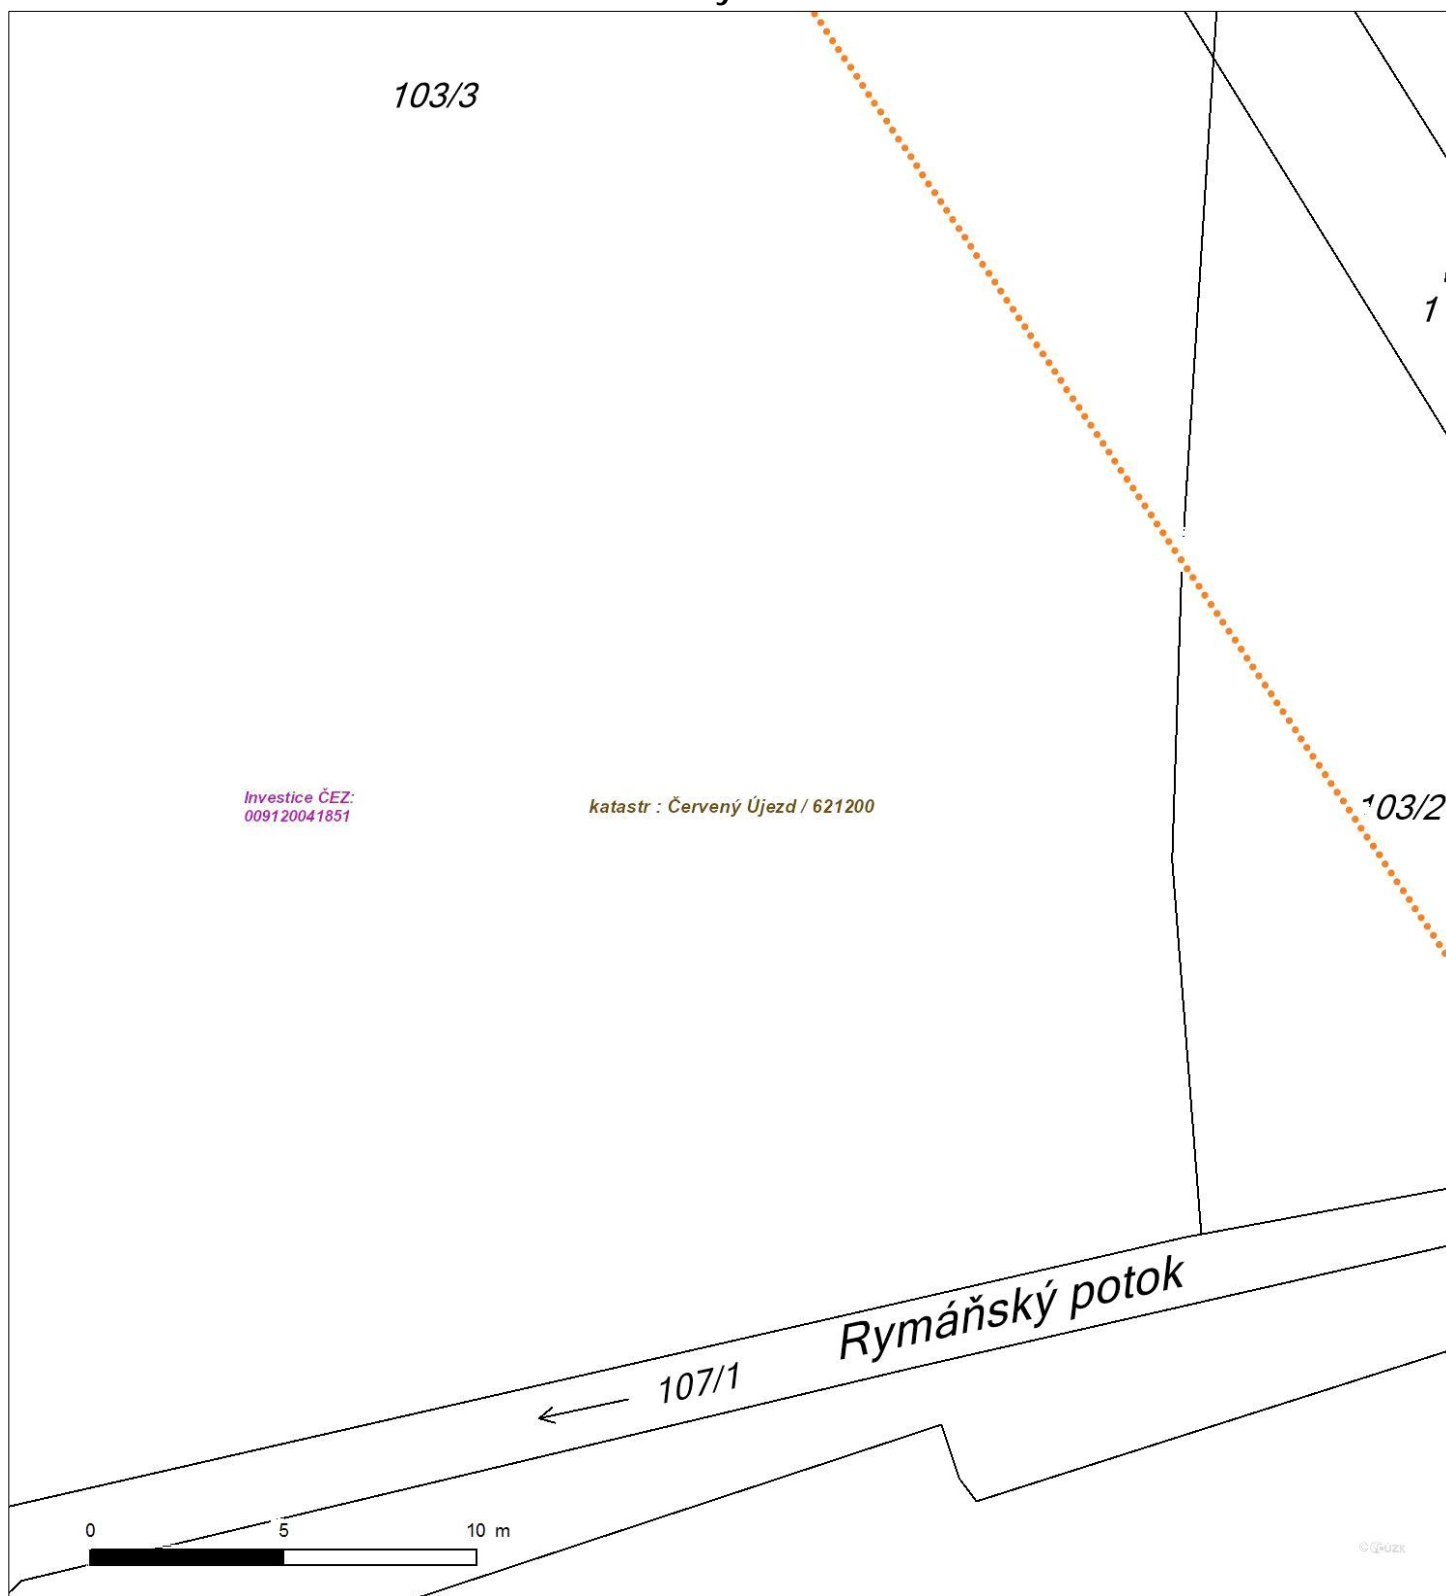 103/3
1
Investice ČEZ:
009120041851
katastr : Červený Újezd / 621200
103/2
Rymáňský potok
107/1
0 5 10 m